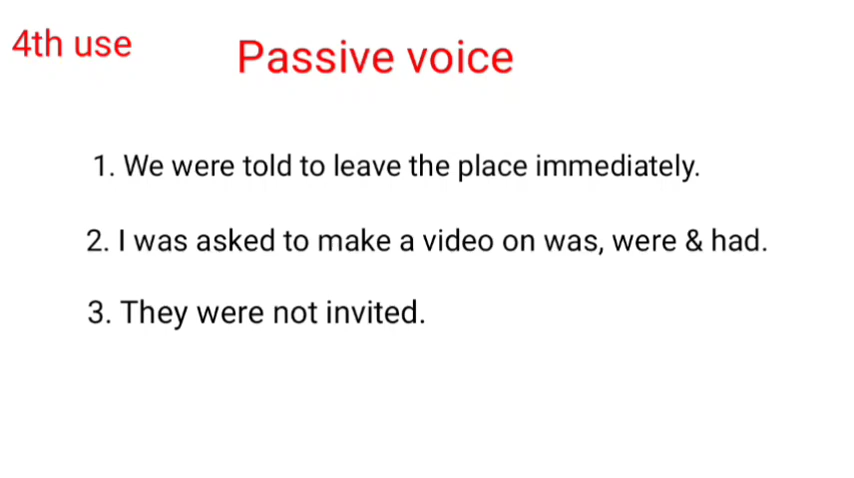 4th use
Passive voice
1. We were told to leave the place immediately.
2. I was asked to make a video on was, were & had.
3. They were not invited.